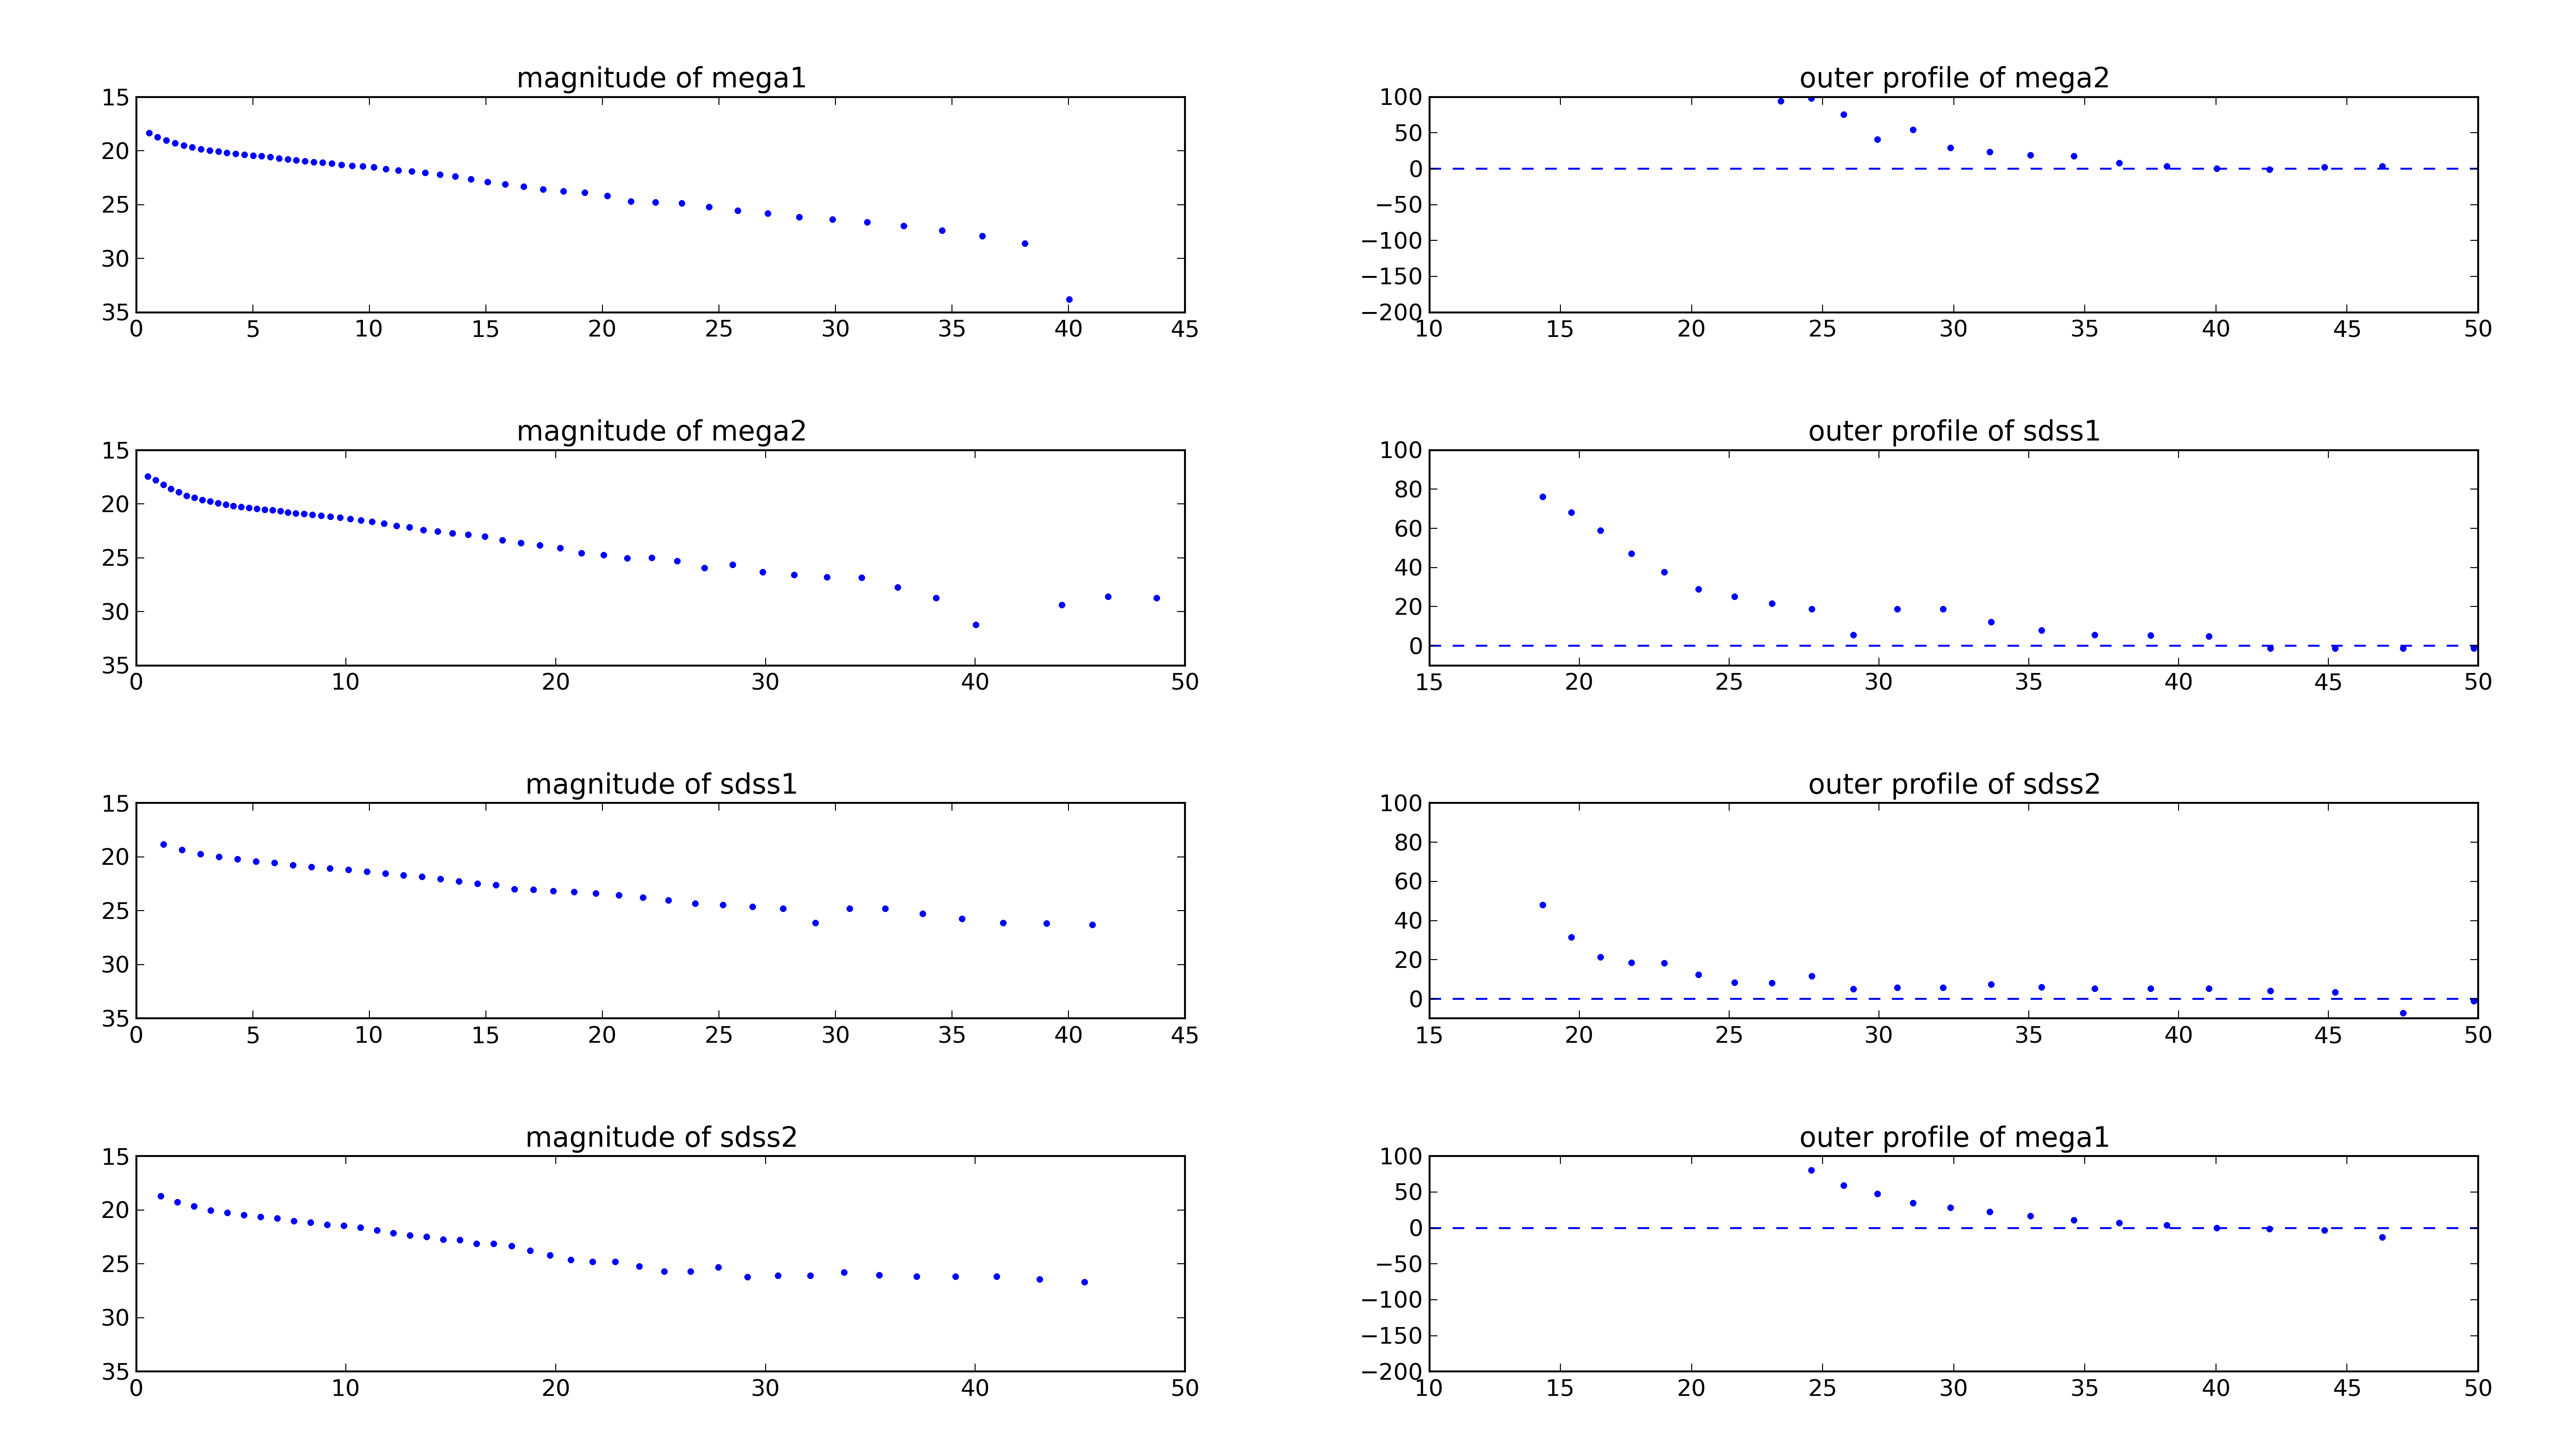 magnitude of mega1
15
20
25
30
35
0 5 10 15 20 25 30 35 40 45
outer profile of mega2
100
50
0
−50
−100
−150
−200
10 15 20 25 30 35 40 45 50
magnitude of mega2
15
20
25
30
35
0 10 20 30 40 50
outer profile of sdss1
100
80
60
40
20
0
15 20 25 30 35 40 45 50
magnitude of sdss1
15
20
25
30
35
0 5 10 15 20 25 30 35 40 45
outer profile of sdss2
100
80
60
40
20
0
15 20 25 30 35 40 45 50
magnitude of sdss2
15
20
25
30
35
0 10 20 30 40 50
outer profile of mega1
100
50
0
−50
−100
−150
−200
10 15 20 25 30 35 40 45 50